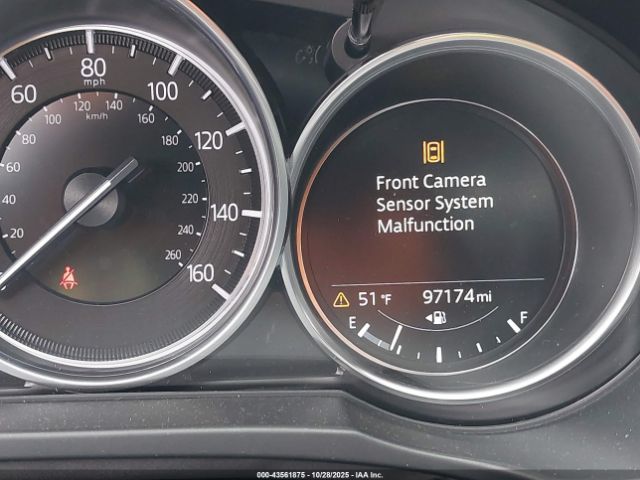 60 80 100 120 140 160
mph
20 40 60 80 100 120 140 160 180 200 220 240 260
km/h
Front Camera
Sensor System
Malfunction
51°F 97174mi
E F
000-43561875 | 10/28/2025 | IAA Inc.